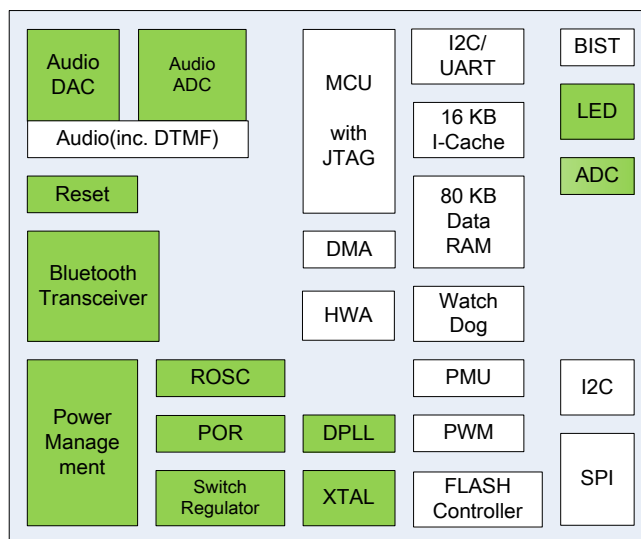 Audio
DAC
Audio
ADC
Audio(inc. DTMF)
Reset
Bluetooth
Transceiver
Power
Manage
ment
ROSC
POR
Switch
Regulator
MCU
with
JTAG
DMA
HWA
DPLL
XTAL
I2C/
UART
16 KB
I-Cache
80 KB
Data
RAM
Watch
Dog
PMU
PWM
FLASH
Controller
BIST
LED
ADC
I2C
SPI